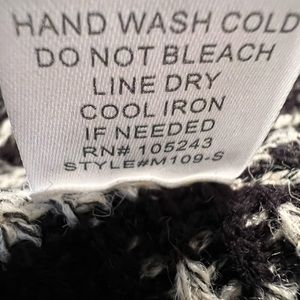 HAND WASH COLD
DO NOT BLEACH
LINE DRY
COOL IRON
IF NEEDED
RN# 105243
STYLE#M109-S